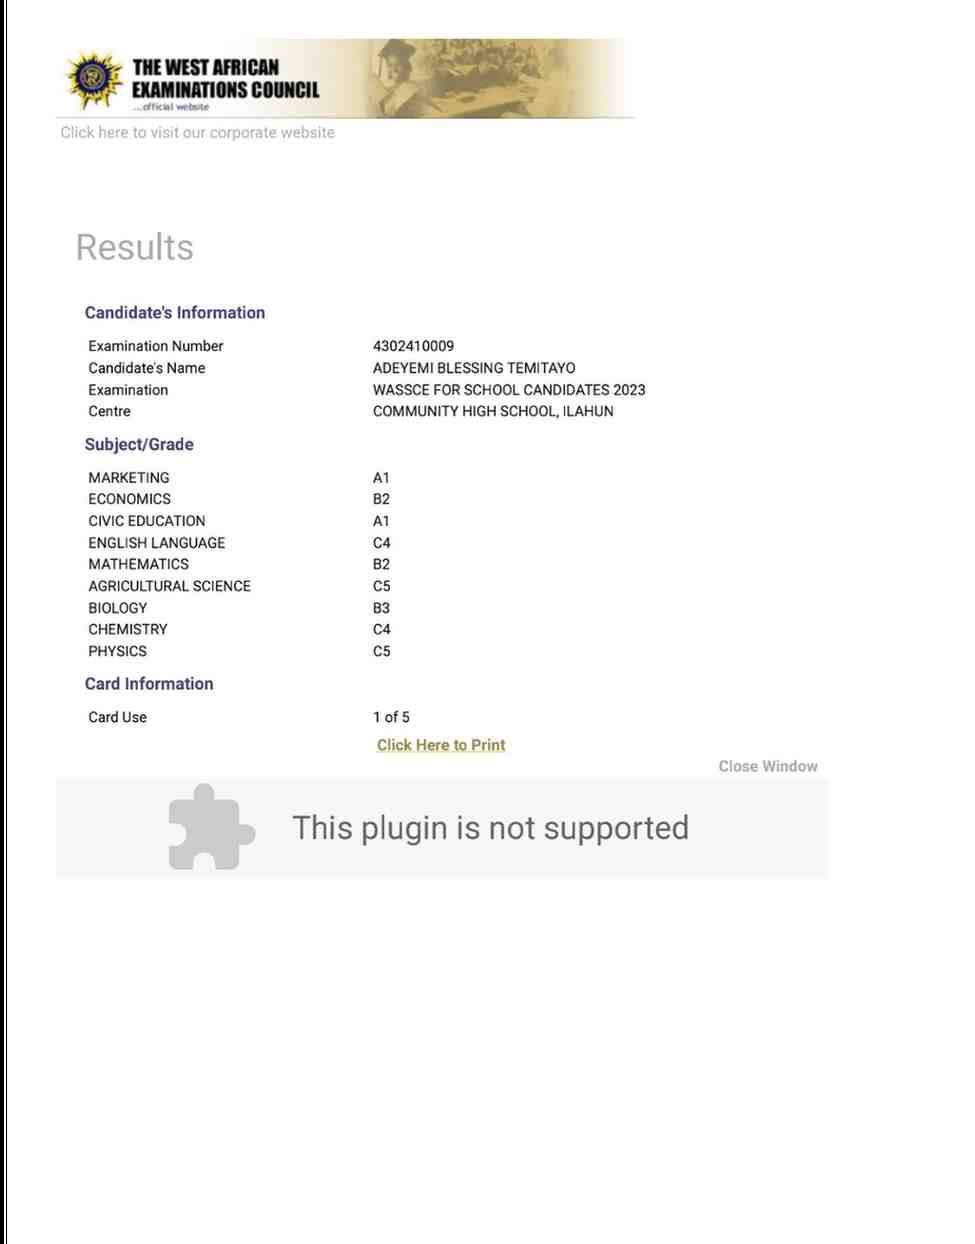 THE WEST AFRICAN
EXAMINATIONS COUNCIL
...official website
Click here to visit our corporate website
Results
Candidate's Information
Examination Number 4302410009
Candidate's Name ADEYEMI BLESSING TEMITAYO
Examination WASSCE FOR SCHOOL CANDIDATES 2023
Centre COMMUNITY HIGH SCHOOL, ILAHUN
Subject/Grade
MARKETING A1
ECONOMICS B2
CIVIC EDUCATION A1
ENGLISH LANGUAGE C4
MATHEMATICS B2
AGRICULTURAL SCIENCE C5
BIOLOGY B3
CHEMISTRY C4
PHYSICS C5
Card Information
Card Use 1 of 5
Click Here to Print
Close Window
This plugin is not supported